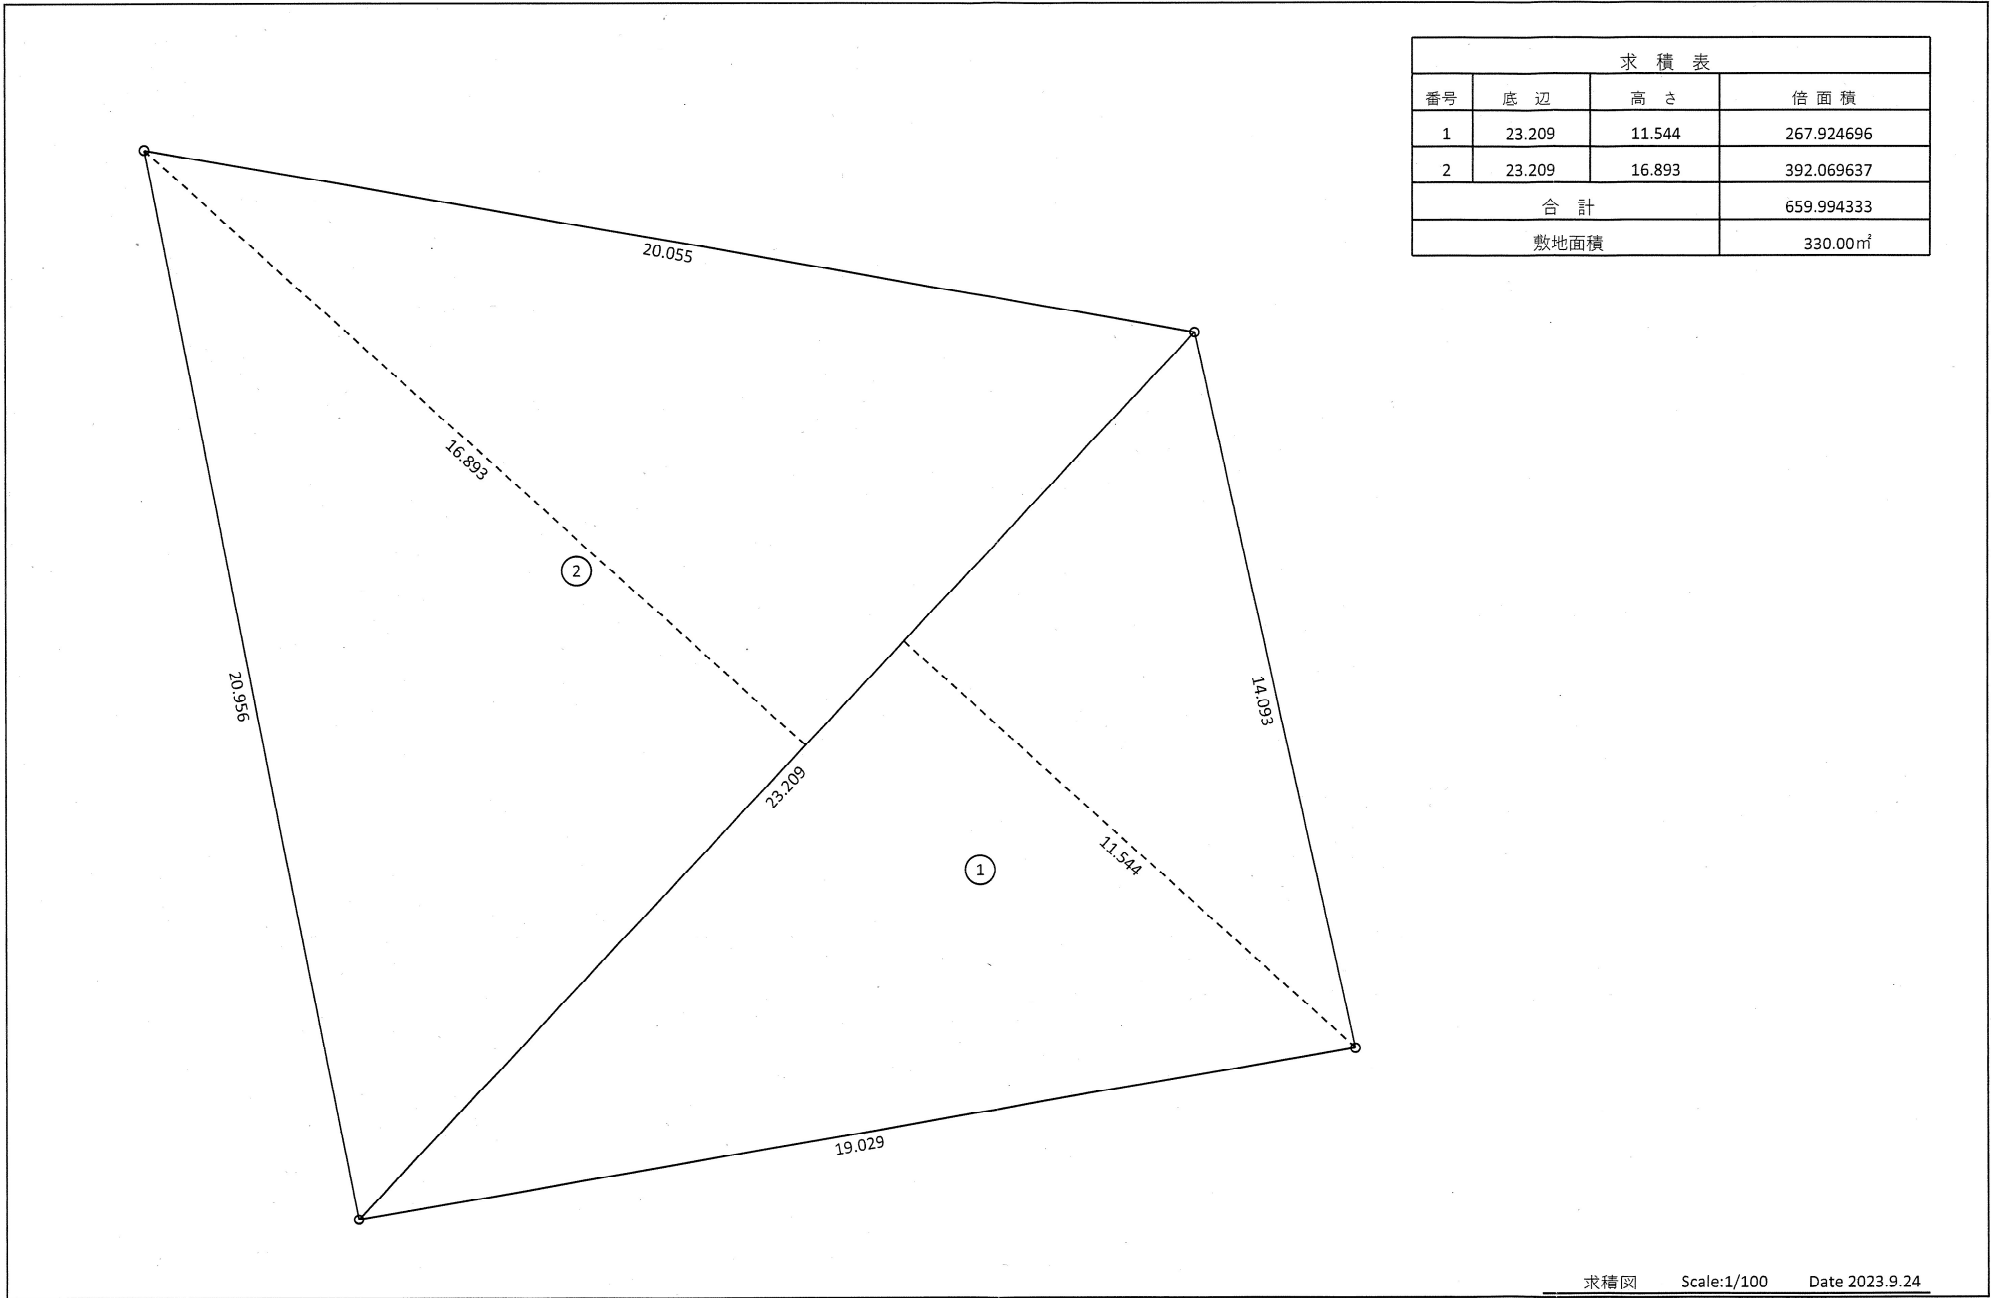 求 積 表
番号 底 辺 高 さ 倍 面 積
1 23.209 11.544 267.924696
2 23.209 16.893 392.069637
合 計 659.994333
敷地面積 330.00㎡
20.055
16.893
2
20.956
14.093
23.209
11.544
1
19.029
求積図 Scale:1/100 Date 2023.9.24